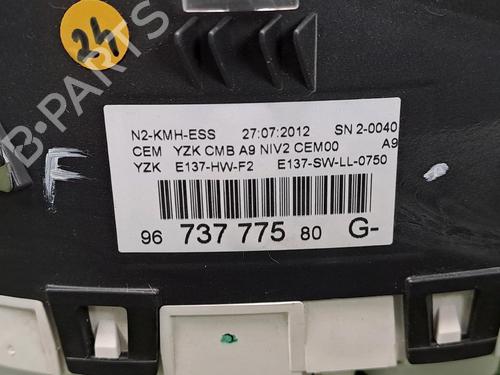 24
B-PARTS
N2-KMH-ESS 27:07:2012 SN 2-0040
CEM YZK CMB A9 NIV2 CEM00 A9
YZK E137-HW-F2 E137-SW-LL-0750
F
96 737 775 80 G-